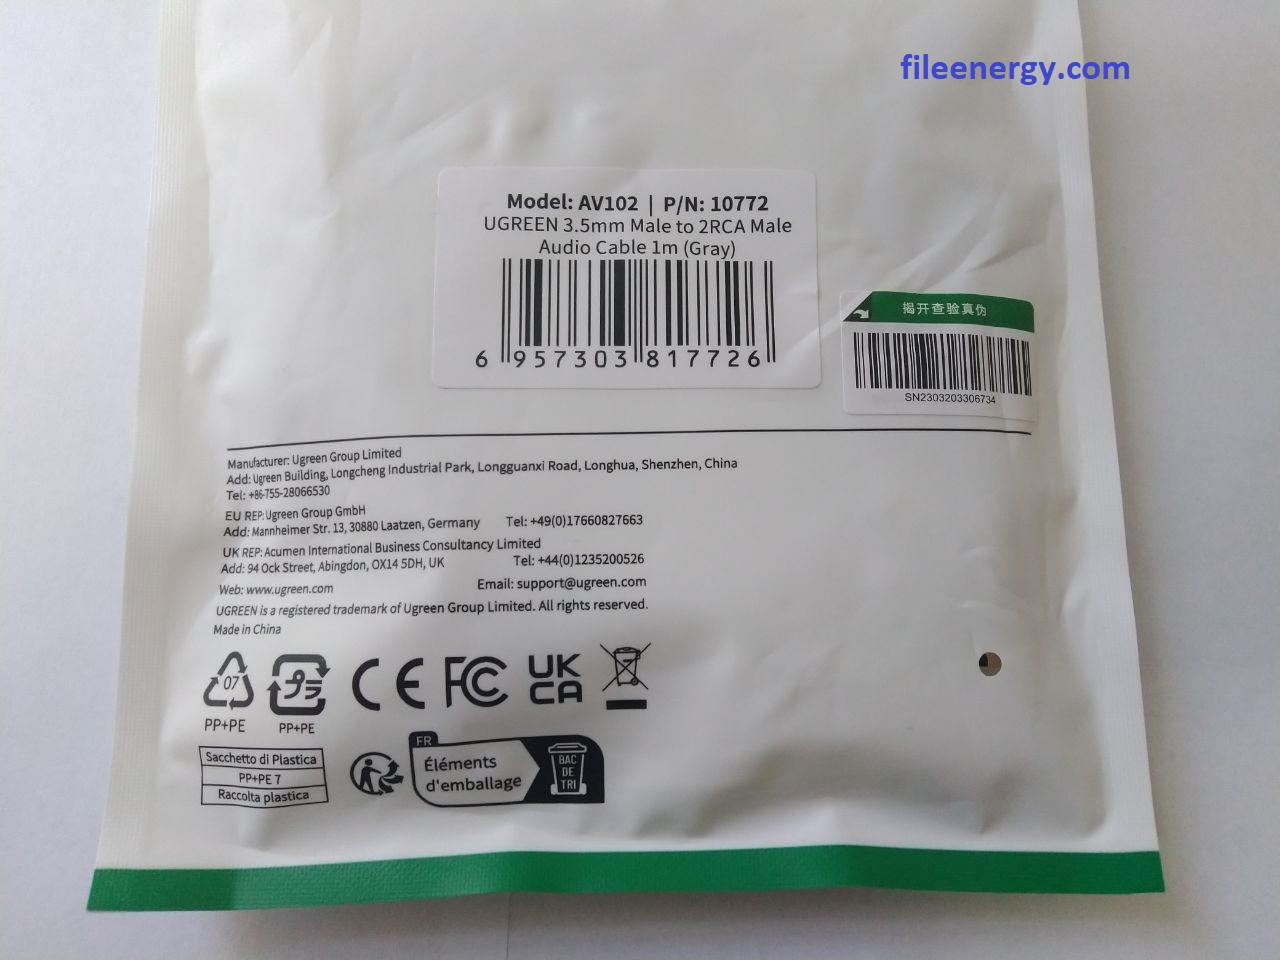 fileenergy.com
Model: AV102 | P/N: 10772
UGREEN 3.5mm Male to 2RCA Male
Audio Cable 1m (Gray)
6 957303 817726
揭开查验真伪
SN2303203306734
Manufacturer: Ugreen Group Limited
Add: Ugreen Building, Longcheng Industrial Park, Longguanxi Road, Longhua, Shenzhen, China
Tel: +86-755-28066530
EU REP: Ugreen Group GmbH
Add: Mannheimer Str. 13, 30880 Laatzen, Germany Tel: +49(0)17660827663
UK REP: Acumen International Business Consultancy Limited
Add: 94 Ock Street, Abingdon, OX14 5DH, UK Tel: +44(0)1235200526
Web: www.ugreen.com Email: support@ugreen.com
UGREEN is a registered trademark of Ugreen Group Limited. All rights reserved.
Made in China
07 プラ CE FC UK CA
PP+PE PP+PE
Sacchetto di Plastica
PP+PE 7
Raccolta plastica
FR
Éléments
d'emballage
BAC
DE
TRI